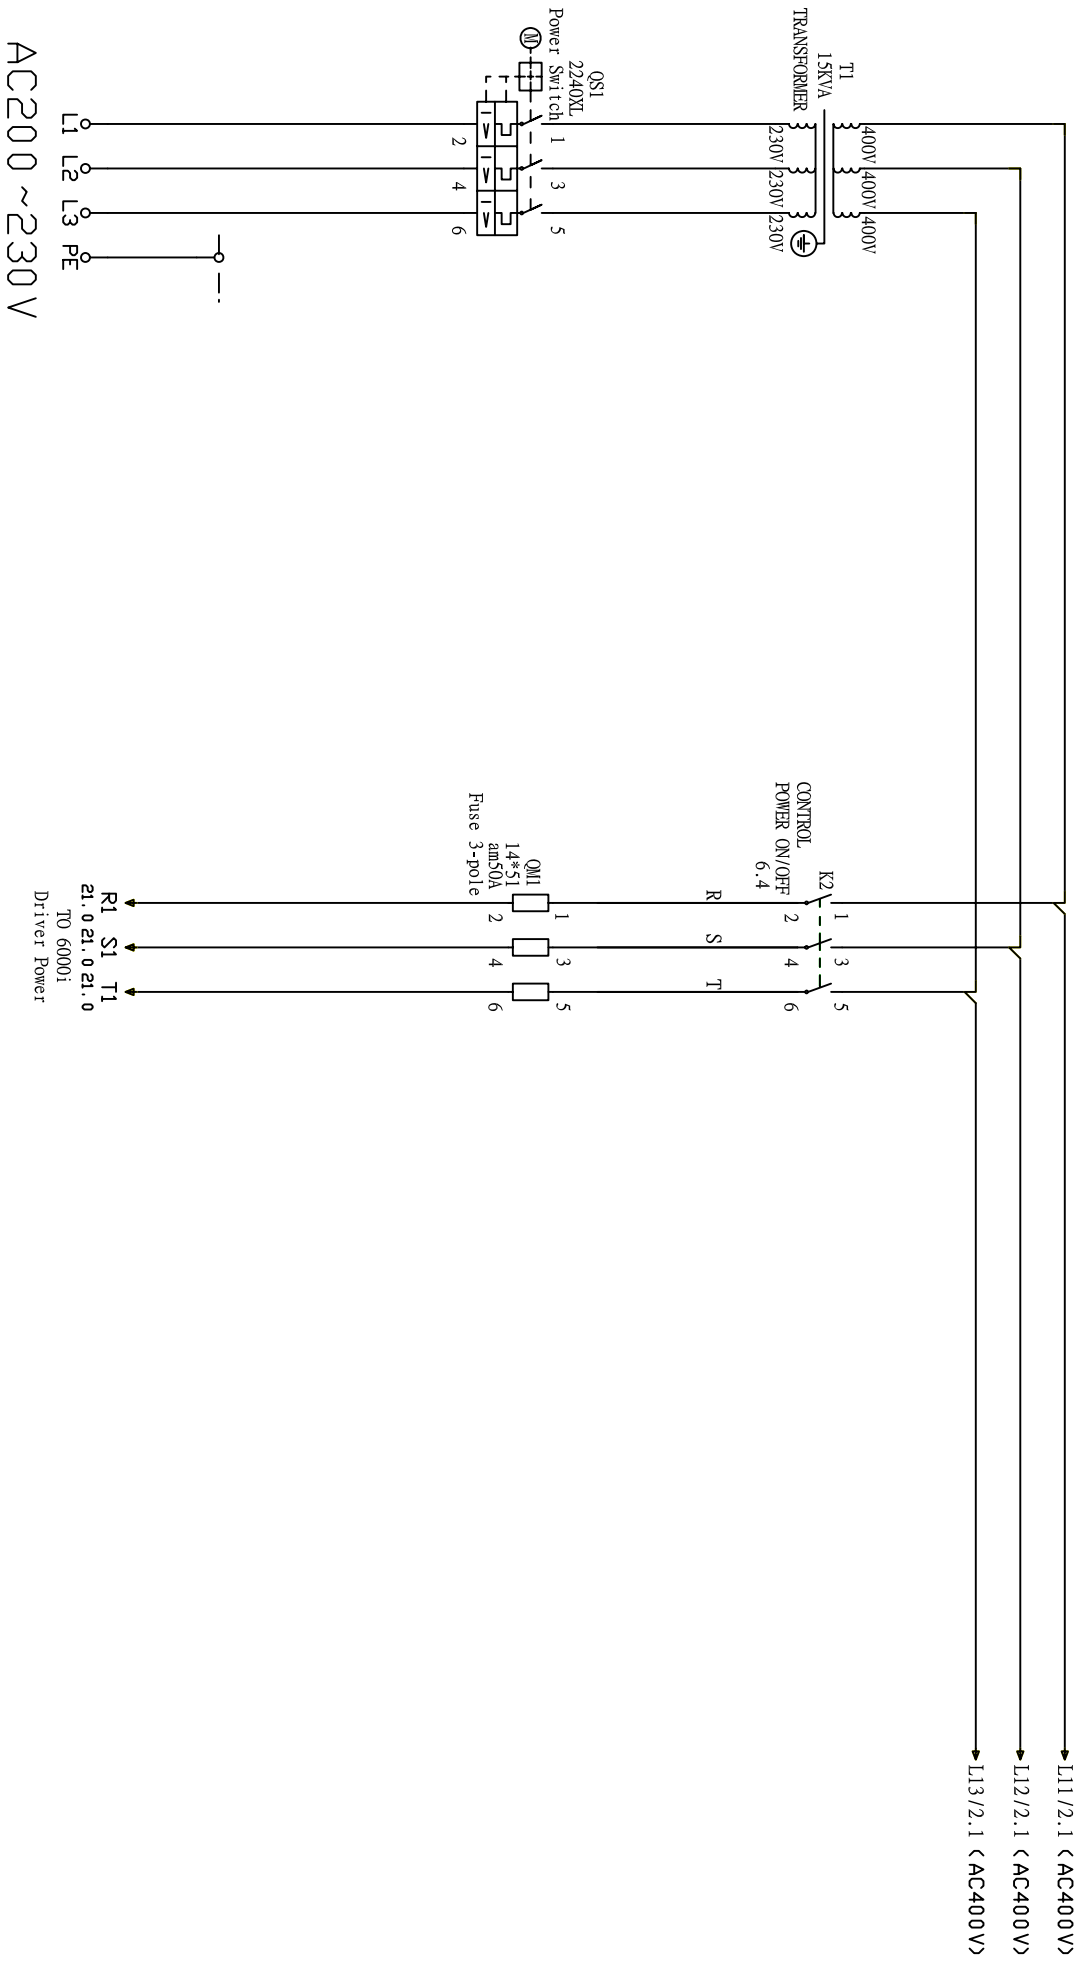 L11/2.1 (AC400V)
L12/2.1 (AC400V)
L13/2.1 (AC400V)
T1
15KVA
TRANSFORMER
400V 400V 400V
230V 230V 230V
K2
CONTROL
POWER ON/OFF
6.4
1 3 5
2 4 6
R S T
QS1
2240XL
Power Switch
M
1 3 5
2 4 6
QM1
14*51
am50A
Fuse 3-pole
1 3 5
2 4 6
L1 L2 L3 PE
AC200~230V
R1 S1 T1
21.0 21.0 21.0
TO 6000i
Driver Power